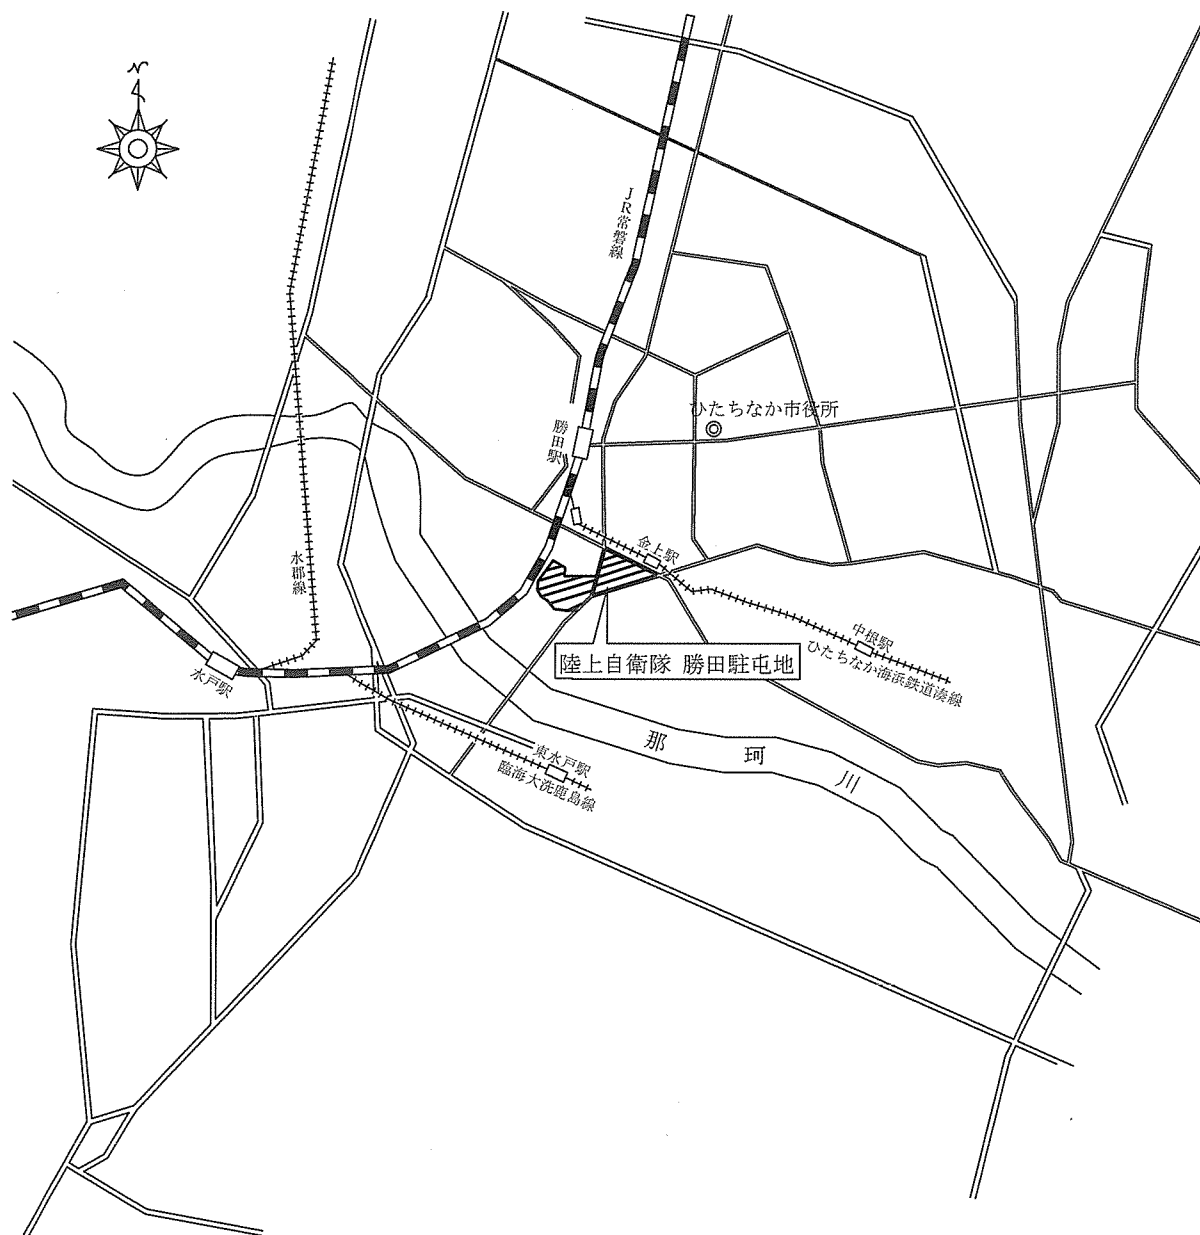 N
JR常磐線
ひたちなか市役所
勝田駅
水郡線
金上駅
中根駅
ひたちなか海浜鉄道湊線
陸上自衛隊 勝田駐屯地
水戸駅
那珂川
東水戸駅
臨海大洗鹿島線